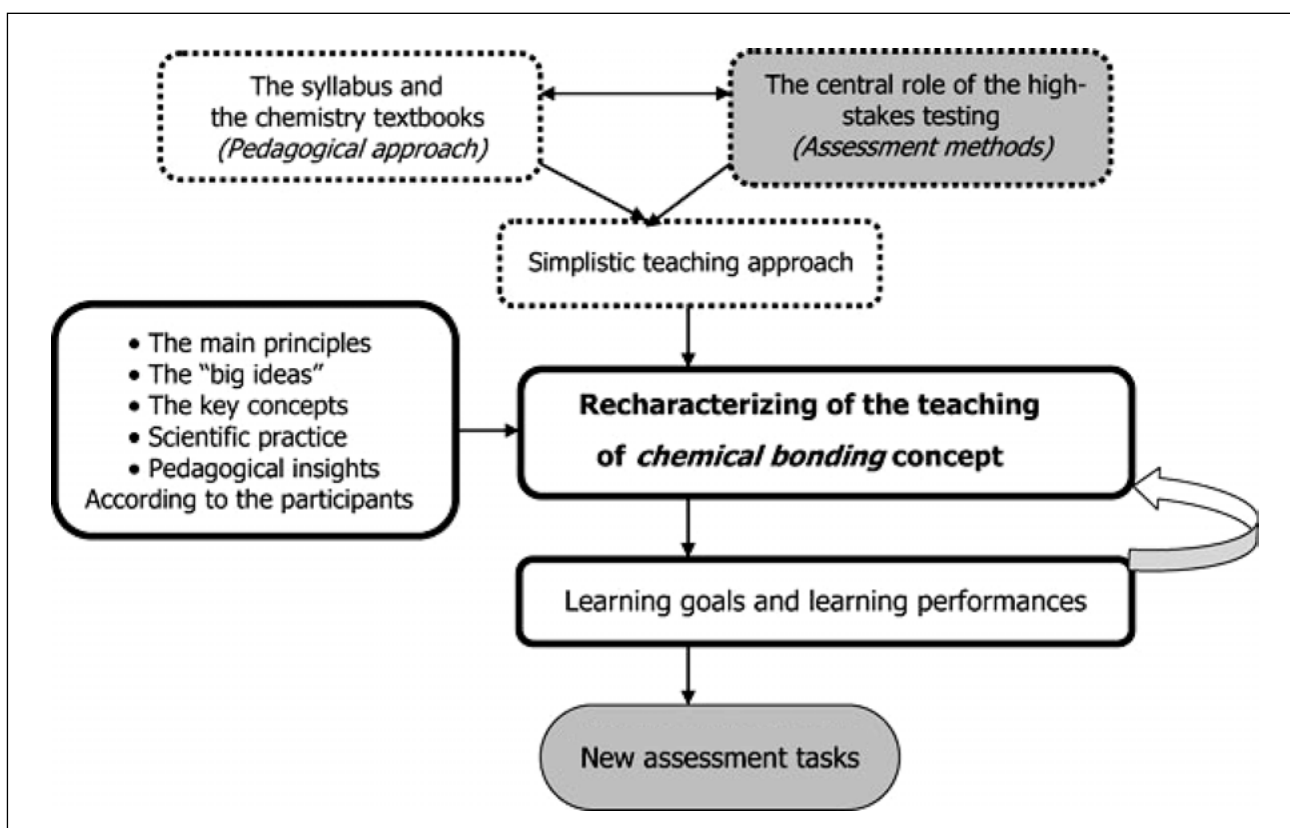 The syllabus and
the chemistry textbooks
(Pedagogical approach)
The central role of the high-
stakes testing
(Assessment methods)
Simplistic teaching approach
• The main principles
• The “big ideas”
• The key concepts
• Scientific practice
• Pedagogical insights
According to the participants
Recharacterizing of the teaching
of chemical bonding concept
Learning goals and learning performances
New assessment tasks